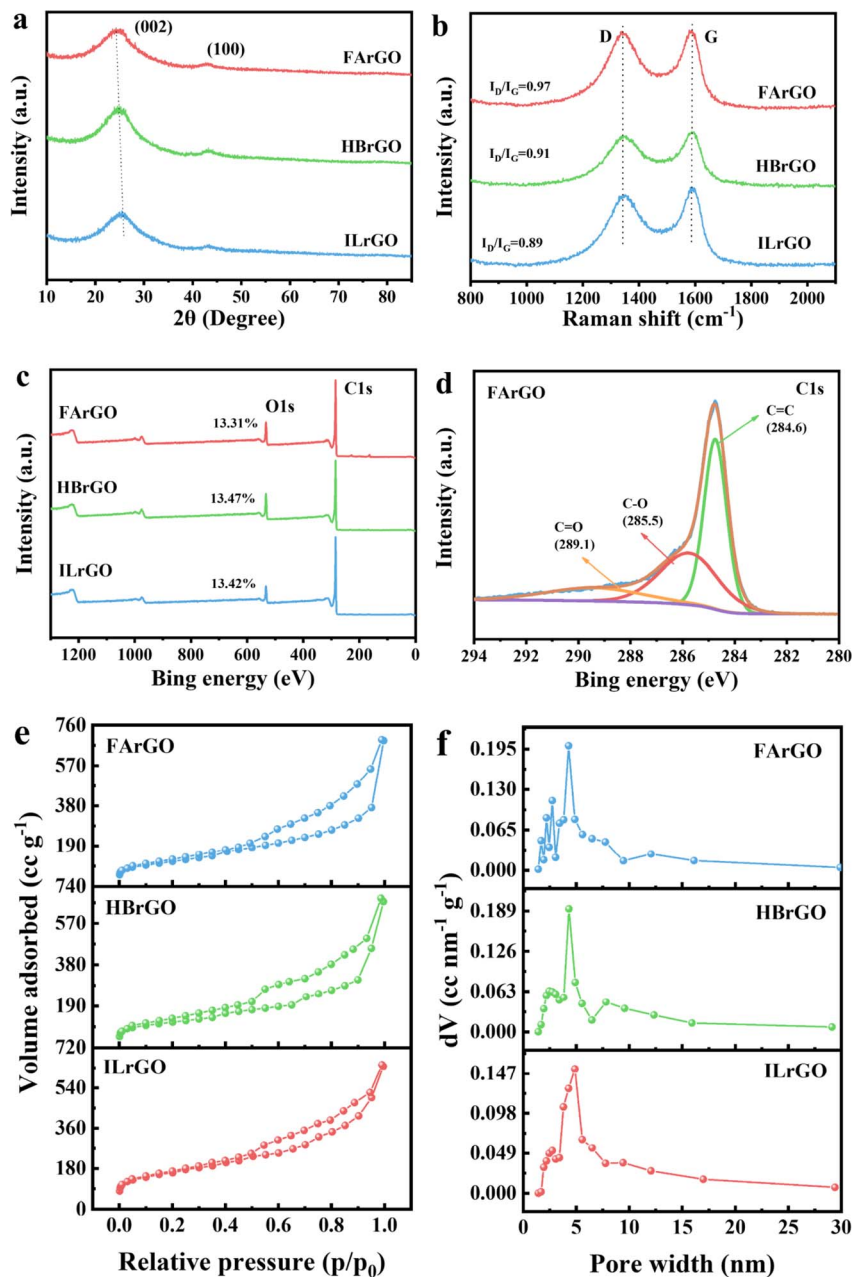 a
(002)
(100)
FArGO
HBrGO
ILrGO
Intensity (a.u.)
10 20 30 40 50 60 70 80
2θ (Degree)
b
D G
I_D/I_G=0.97
FArGO
I_D/I_G=0.91
HBrGO
I_D/I_G=0.89
ILrGO
Intensity (a.u.)
800 1000 1200 1400 1600 1800 2000
Raman shift (cm⁻¹)
c
C1s
O1s
FArGO
13.31%
HBrGO
13.47%
ILrGO
13.42%
Intensity (a.u.)
1200 1000 800 600 400 200 0
Bing energy (eV)
d
FArGO C1s
C=C
(284.6)
C-O
(285.5)
C=O
(289.1)
Intensity (a.u.)
294 292 290 288 286 284 282 280
Bing energy (eV)
e
760
FArGO
570
380
190
740
HBrGO
570
380
190
720
ILrGO
540
360
180
0
Volume adsorbed (cc g⁻¹)
0.0 0.2 0.4 0.6 0.8 1.0
Relative pressure (p/p₀)
f
0.195
FArGO
0.130
0.065
0.000
0.189
HBrGO
0.126
0.063
0.000
0.147
ILrGO
0.098
0.049
0.000
dV (cc nm⁻¹ g⁻¹)
0 5 10 15 20 25 30
Pore width (nm)